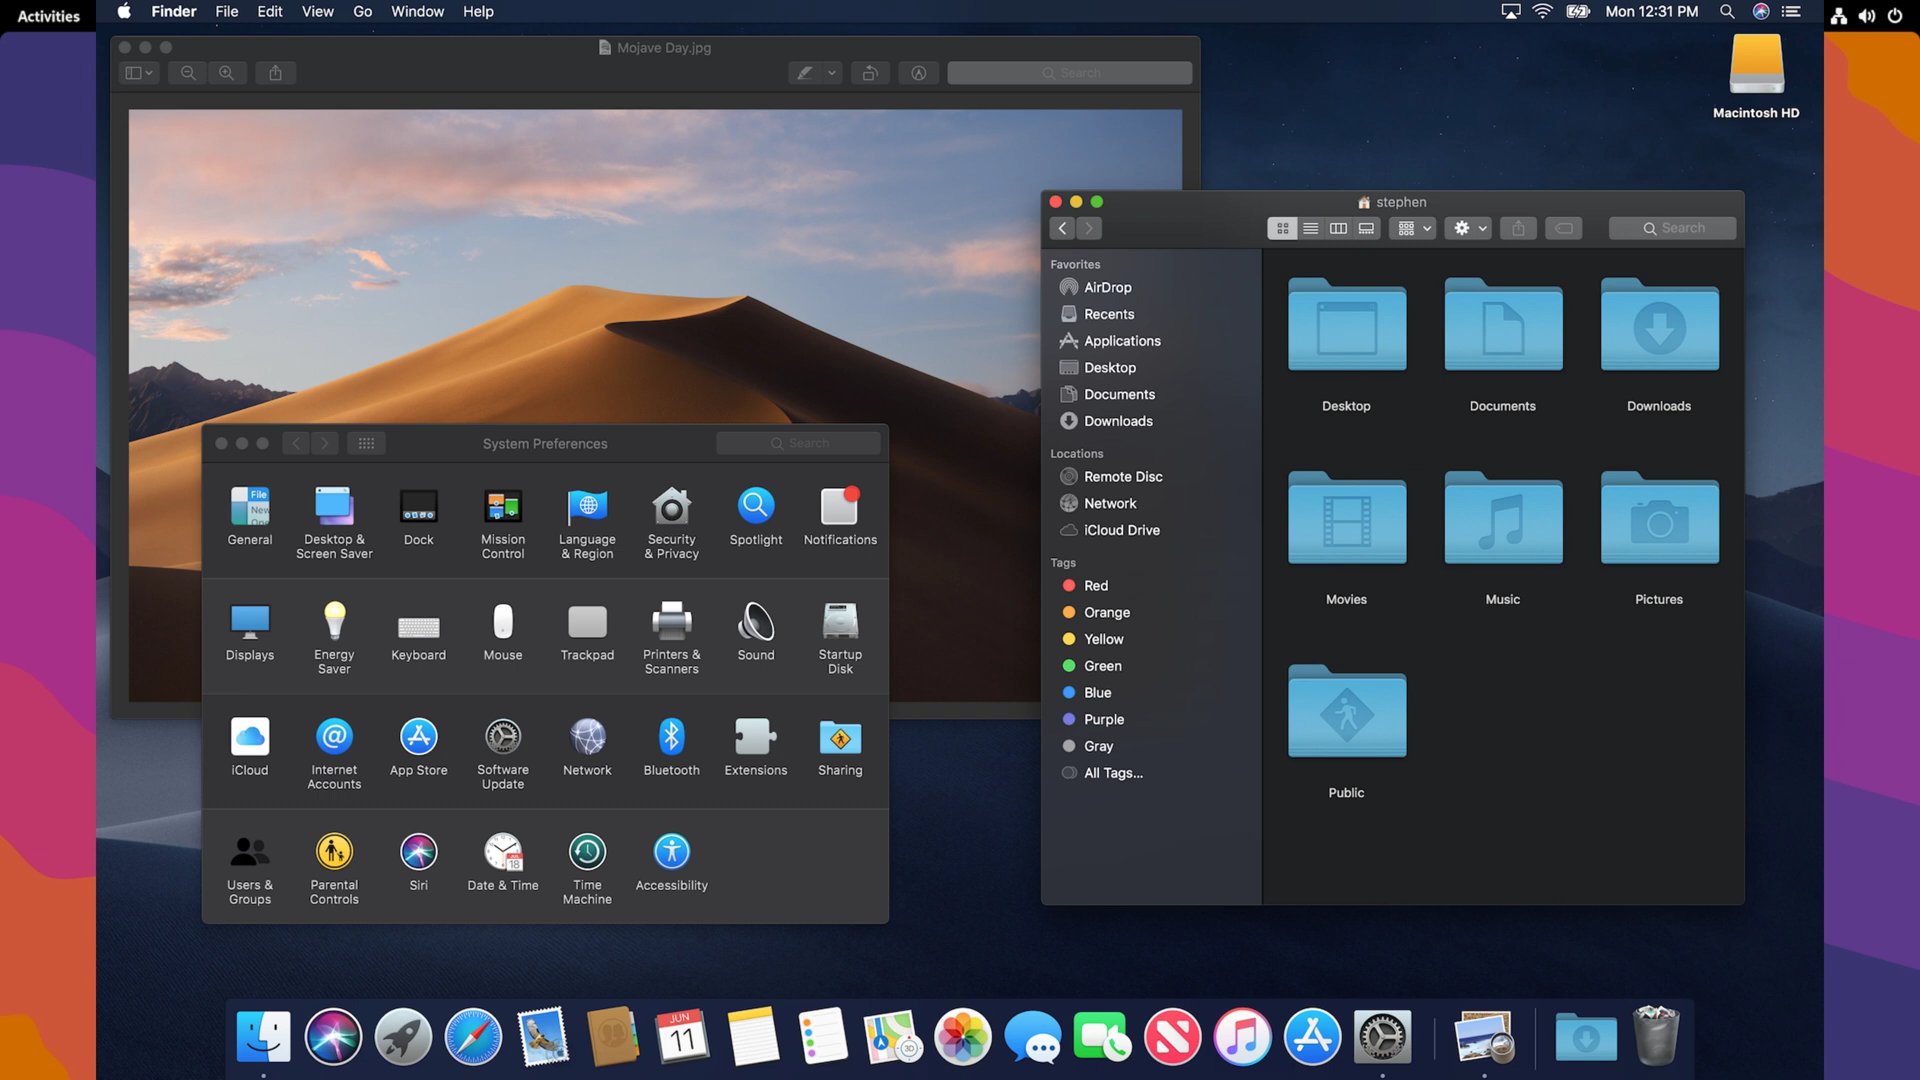 Activities
Finder File Edit View Go Window Help
Mon 12:31 PM
Mojave Day.jpg
Search
Macintosh HD
stephen
Search
Favorites
AirDrop
Recents
Applications
Desktop
Documents
Downloads
Locations
Remote Disc
Network
iCloud Drive
Tags
Red
Orange
Yellow
Green
Blue
Purple
Gray
All Tags...
Desktop Documents Downloads
Movies Music Pictures
Public
System Preferences
Search
File
New
General
Desktop &
Screen Saver
Dock
Mission
Control
Language
& Region
Security
& Privacy
Spotlight
Notifications
Displays
Energy
Saver
Keyboard
Mouse
Trackpad
Printers &
Scanners
Sound
Startup
Disk
iCloud
Internet
Accounts
App Store
Software
Update
Network
Bluetooth
Extensions
Sharing
Users &
Groups
Parental
Controls
Siri
18
Date & Time
Time
Machine
Accessibility
JUN
11
3D